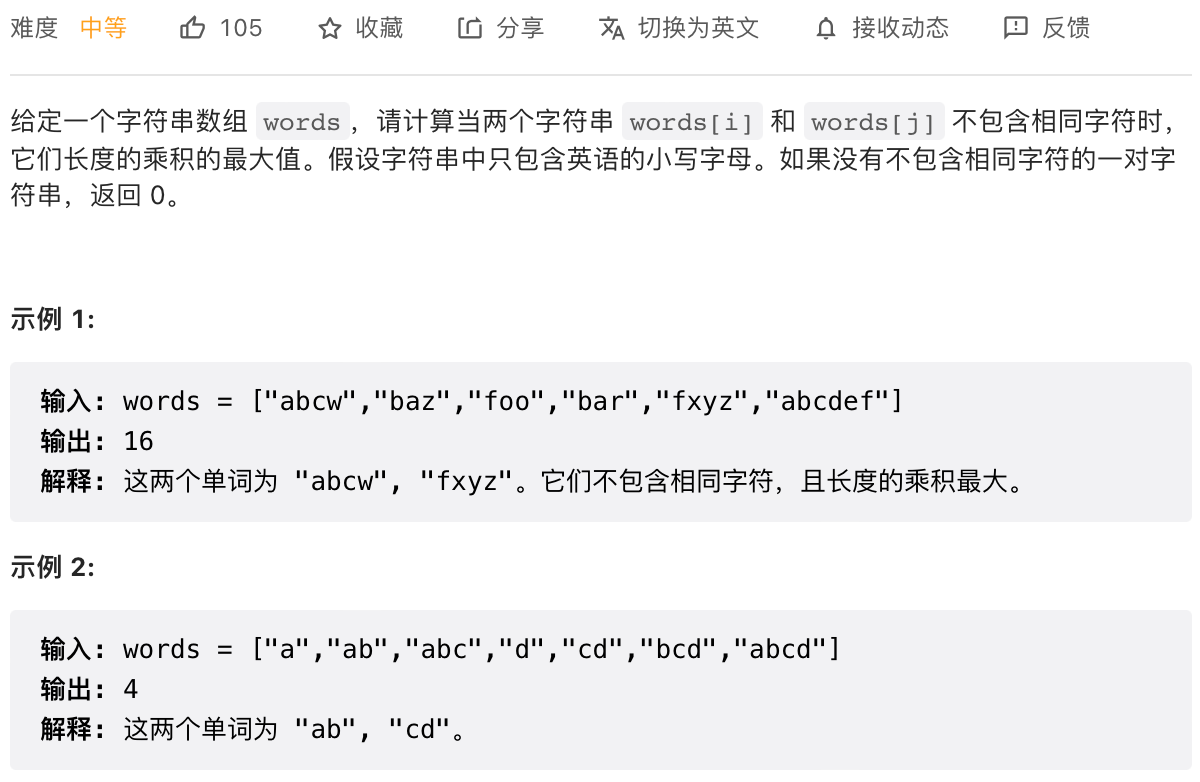 难度 中等 105 收藏 分享 切换为英文 接收动态 反馈
给定一个字符串数组 words，请计算当两个字符串 words[i] 和 words[j] 不包含相同字符时，
它们长度的乘积的最大值。假设字符串中只包含英语的小写字母。如果没有不包含相同字符的一对字
符串，返回 0。
示例 1:
输入: words = ["abcw","baz","foo","bar","fxyz","abcdef"]
输出: 16
解释: 这两个单词为 "abcw", "fxyz"。它们不包含相同字符，且长度的乘积最大。
示例 2:
输入: words = ["a","ab","abc","d","cd","bcd","abcd"]
输出: 4
解释: 这两个单词为 "ab", "cd"。